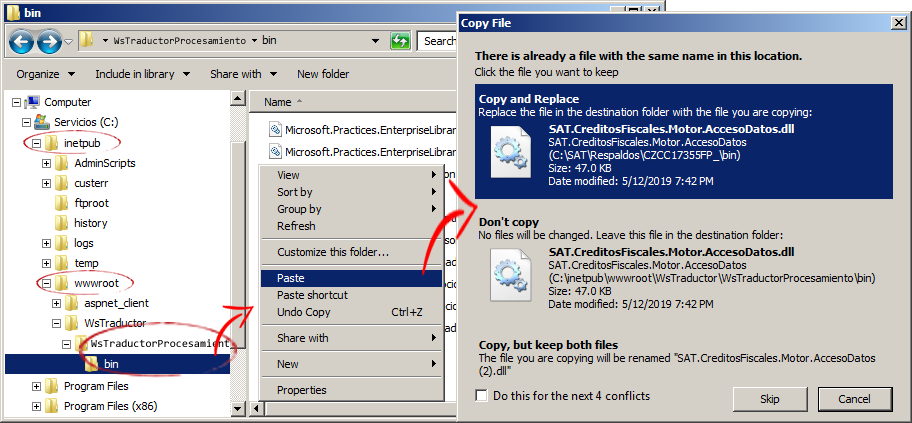 bin
WsTraductorProcesamiento bin
Search
Organize Include in library Share with New folder
Computer
Servicios (C:)
inetpub
AdminScripts
custerr
ftproot
history
logs
temp
wwwroot
aspnet_client
WsTraductor
WsTraductorProcesamient
bin
Program Files
Program Files (x86)
Name
Microsoft.Practices.EnterpriseLibrar
Microsoft.Practices.EnterpriseLibrar
View
Sort by
Group by
Refresh
Customize this folder...
Paste
Paste shortcut
Undo Copy Ctrl+Z
Share with
New
Properties
Copy File
There is already a file with the same name in this location.
Click the file you want to keep
Copy and Replace
Replace the file in the destination folder with the file you are copying:
SAT.CreditosFiscales.Motor.AccesoDatos.dll
SAT.CreditosFiscales.Motor.AccesoDatos.dll
(C:\SAT\Respaldos\CZCC17355FP_\bin)
Size: 47.0 KB
Date modified: 5/12/2019 7:42 PM
Don't copy
No files will be changed. Leave this file in the destination folder:
SAT.CreditosFiscales.Motor.AccesoDatos.dll
SAT.CreditosFiscales.Motor.AccesoDatos.dll
(C:\inetpub\wwwroot\WsTraductor\WsTraductorProcesamiento\bin)
Size: 47.0 KB
Date modified: 5/12/2019 7:42 PM
Copy, but keep both files
The file you are copying will be renamed "SAT.CreditosFiscales.Motor.AccesoDatos
(2).dll"
Do this for the next 4 conflicts
Skip Cancel